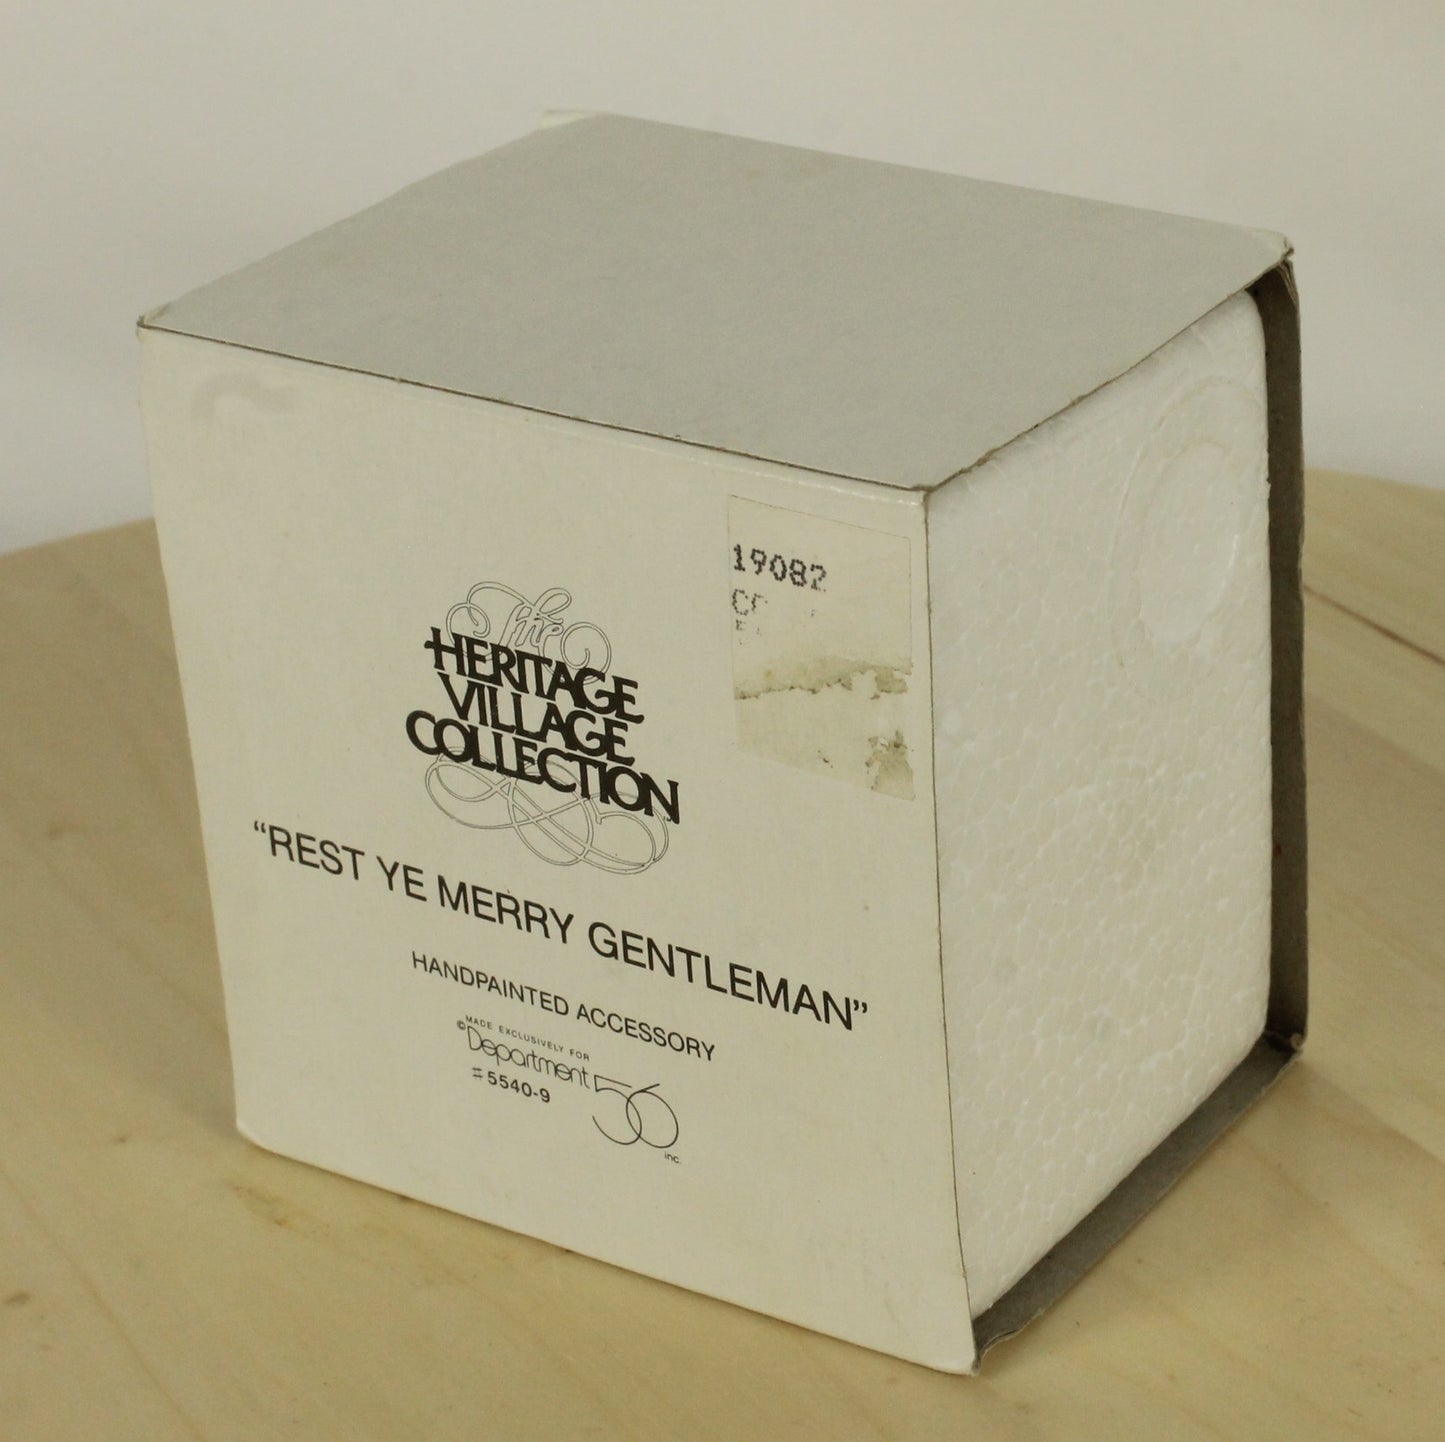 The
HERITAGE
VILLAGE
COLLECTION
“REST YE MERRY GENTLEMAN”
HANDPAINTED ACCESSORY
MADE EXCLUSIVELY FOR
©Department 56
#5540-9
inc.
19082